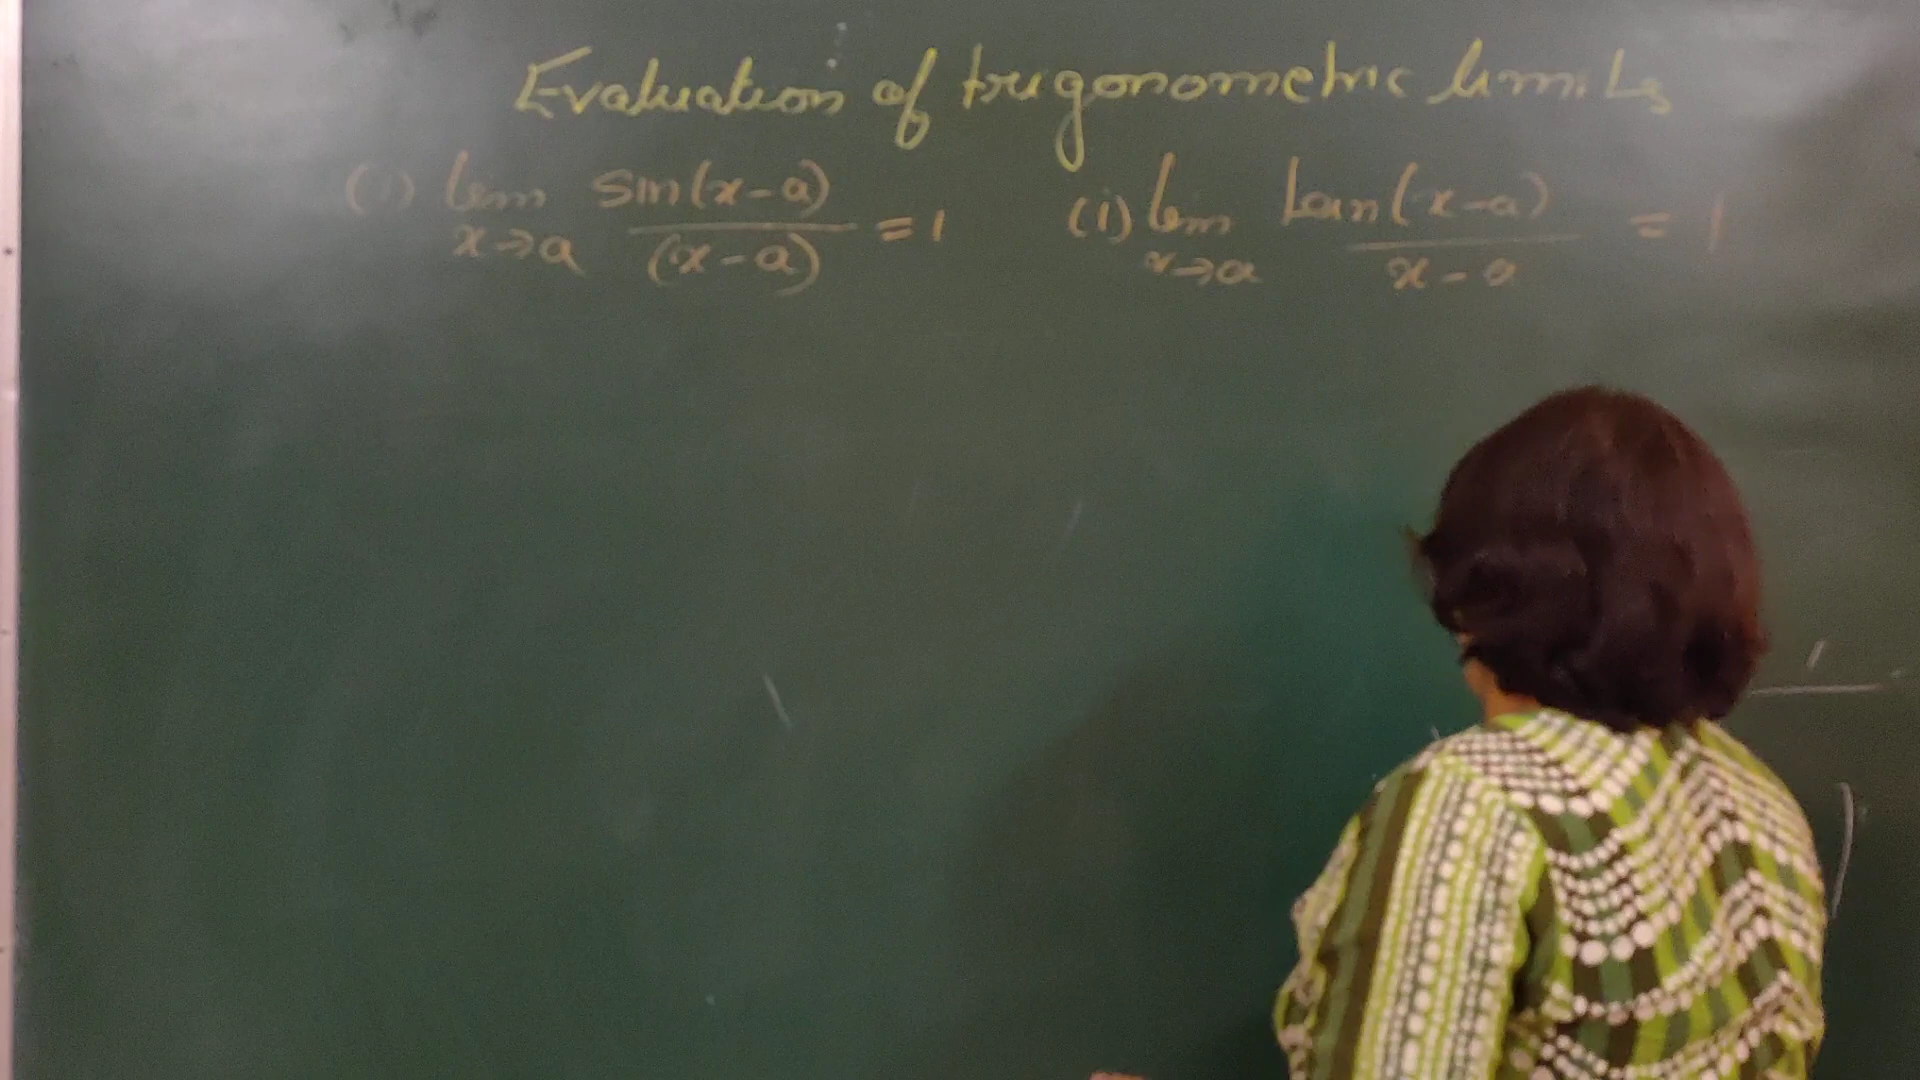 Evaluation of trigonometric limits
(i) lim x→a sin(x-a)/(x-a) = 1
(i) lim x→a tan(x-a)/x-a = 1